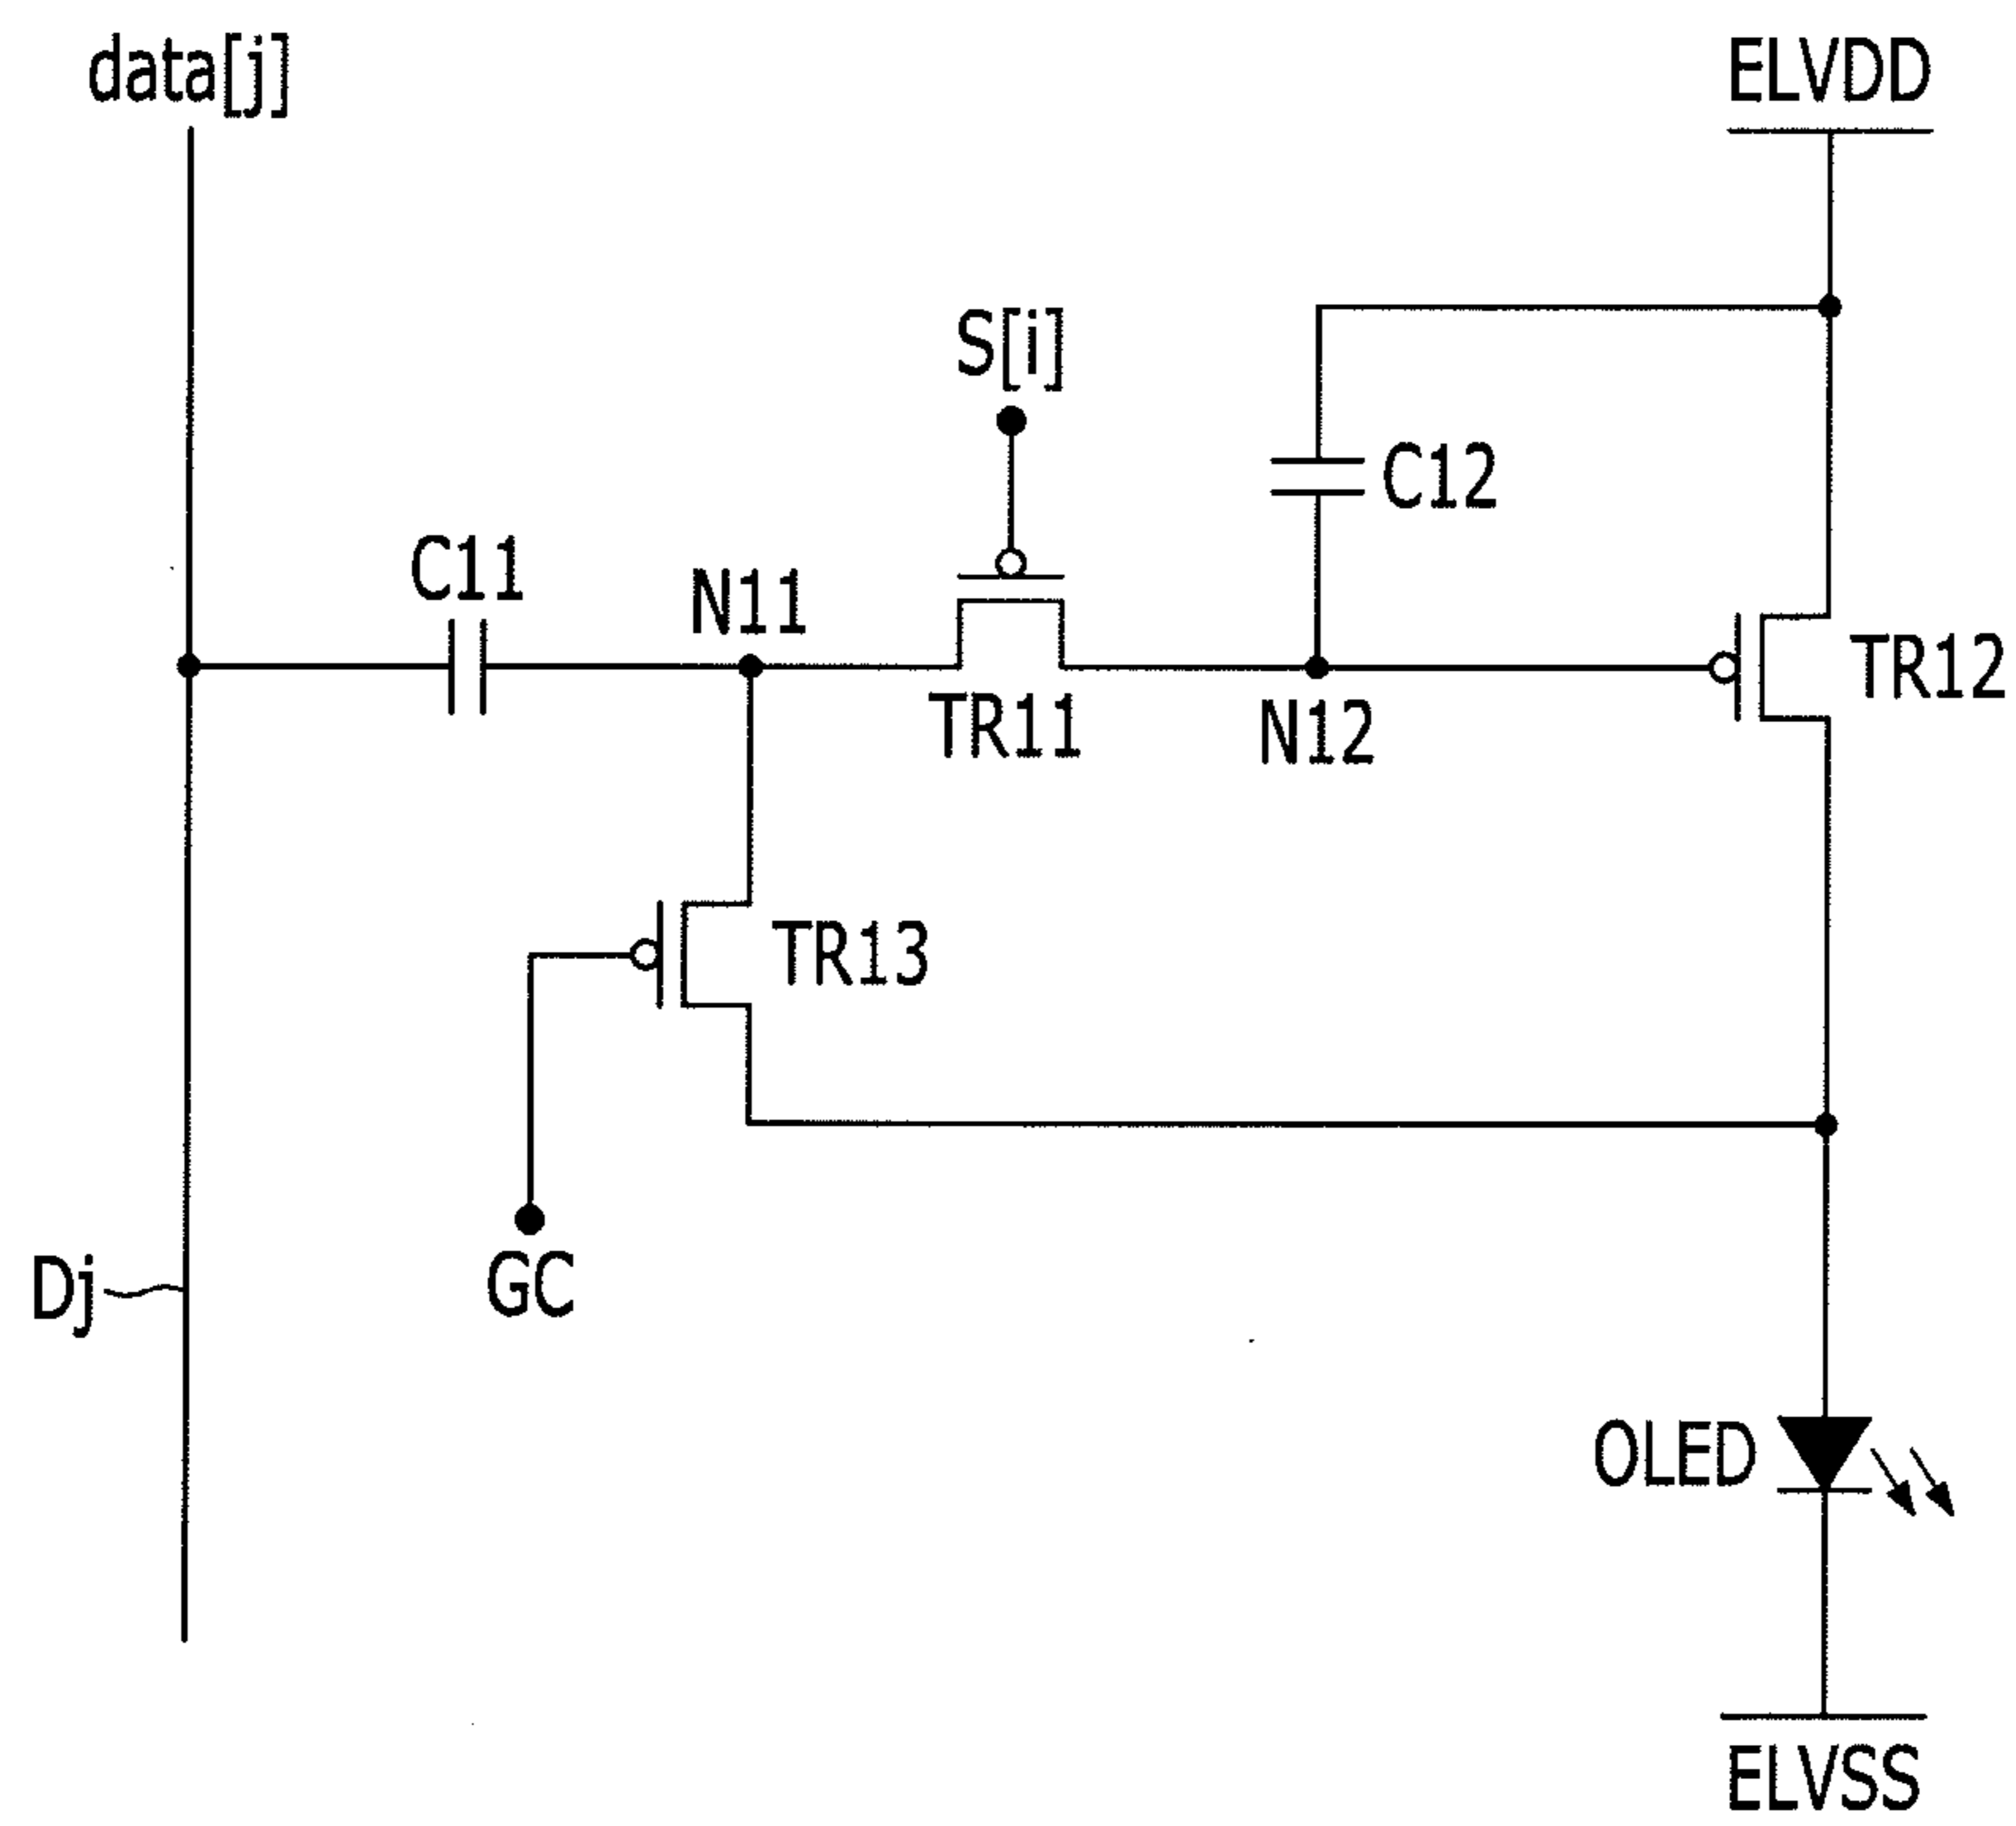 data[j]
ELVDD
S[i]
C12
C11
N11
TR12
TR11
N12
TR13
GC
Dj
OLED
ELVSS